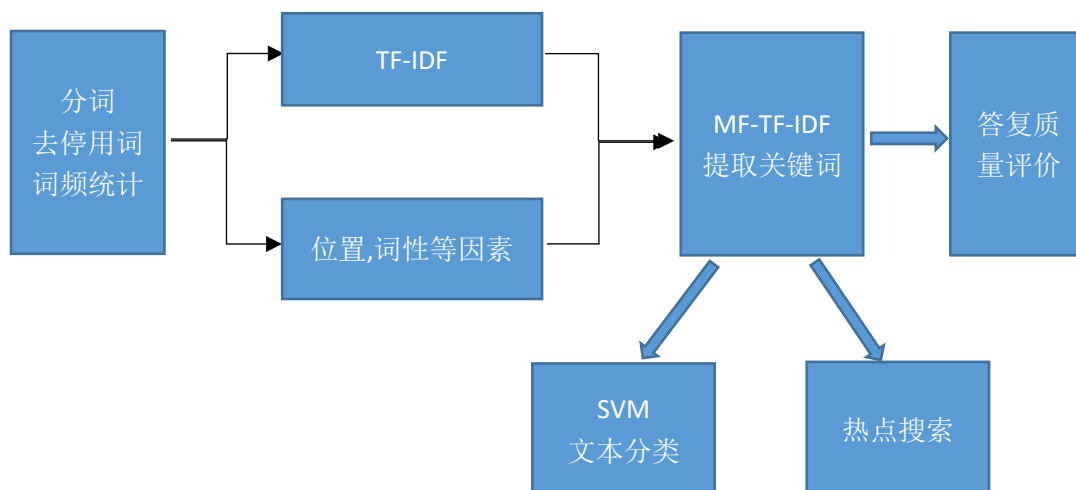 分词
去停用词
词频统计
TF-IDF
位置,词性等因素
MF-TF-IDF
提取关键词
答复质
量评价
SVM
文本分类
热点搜索